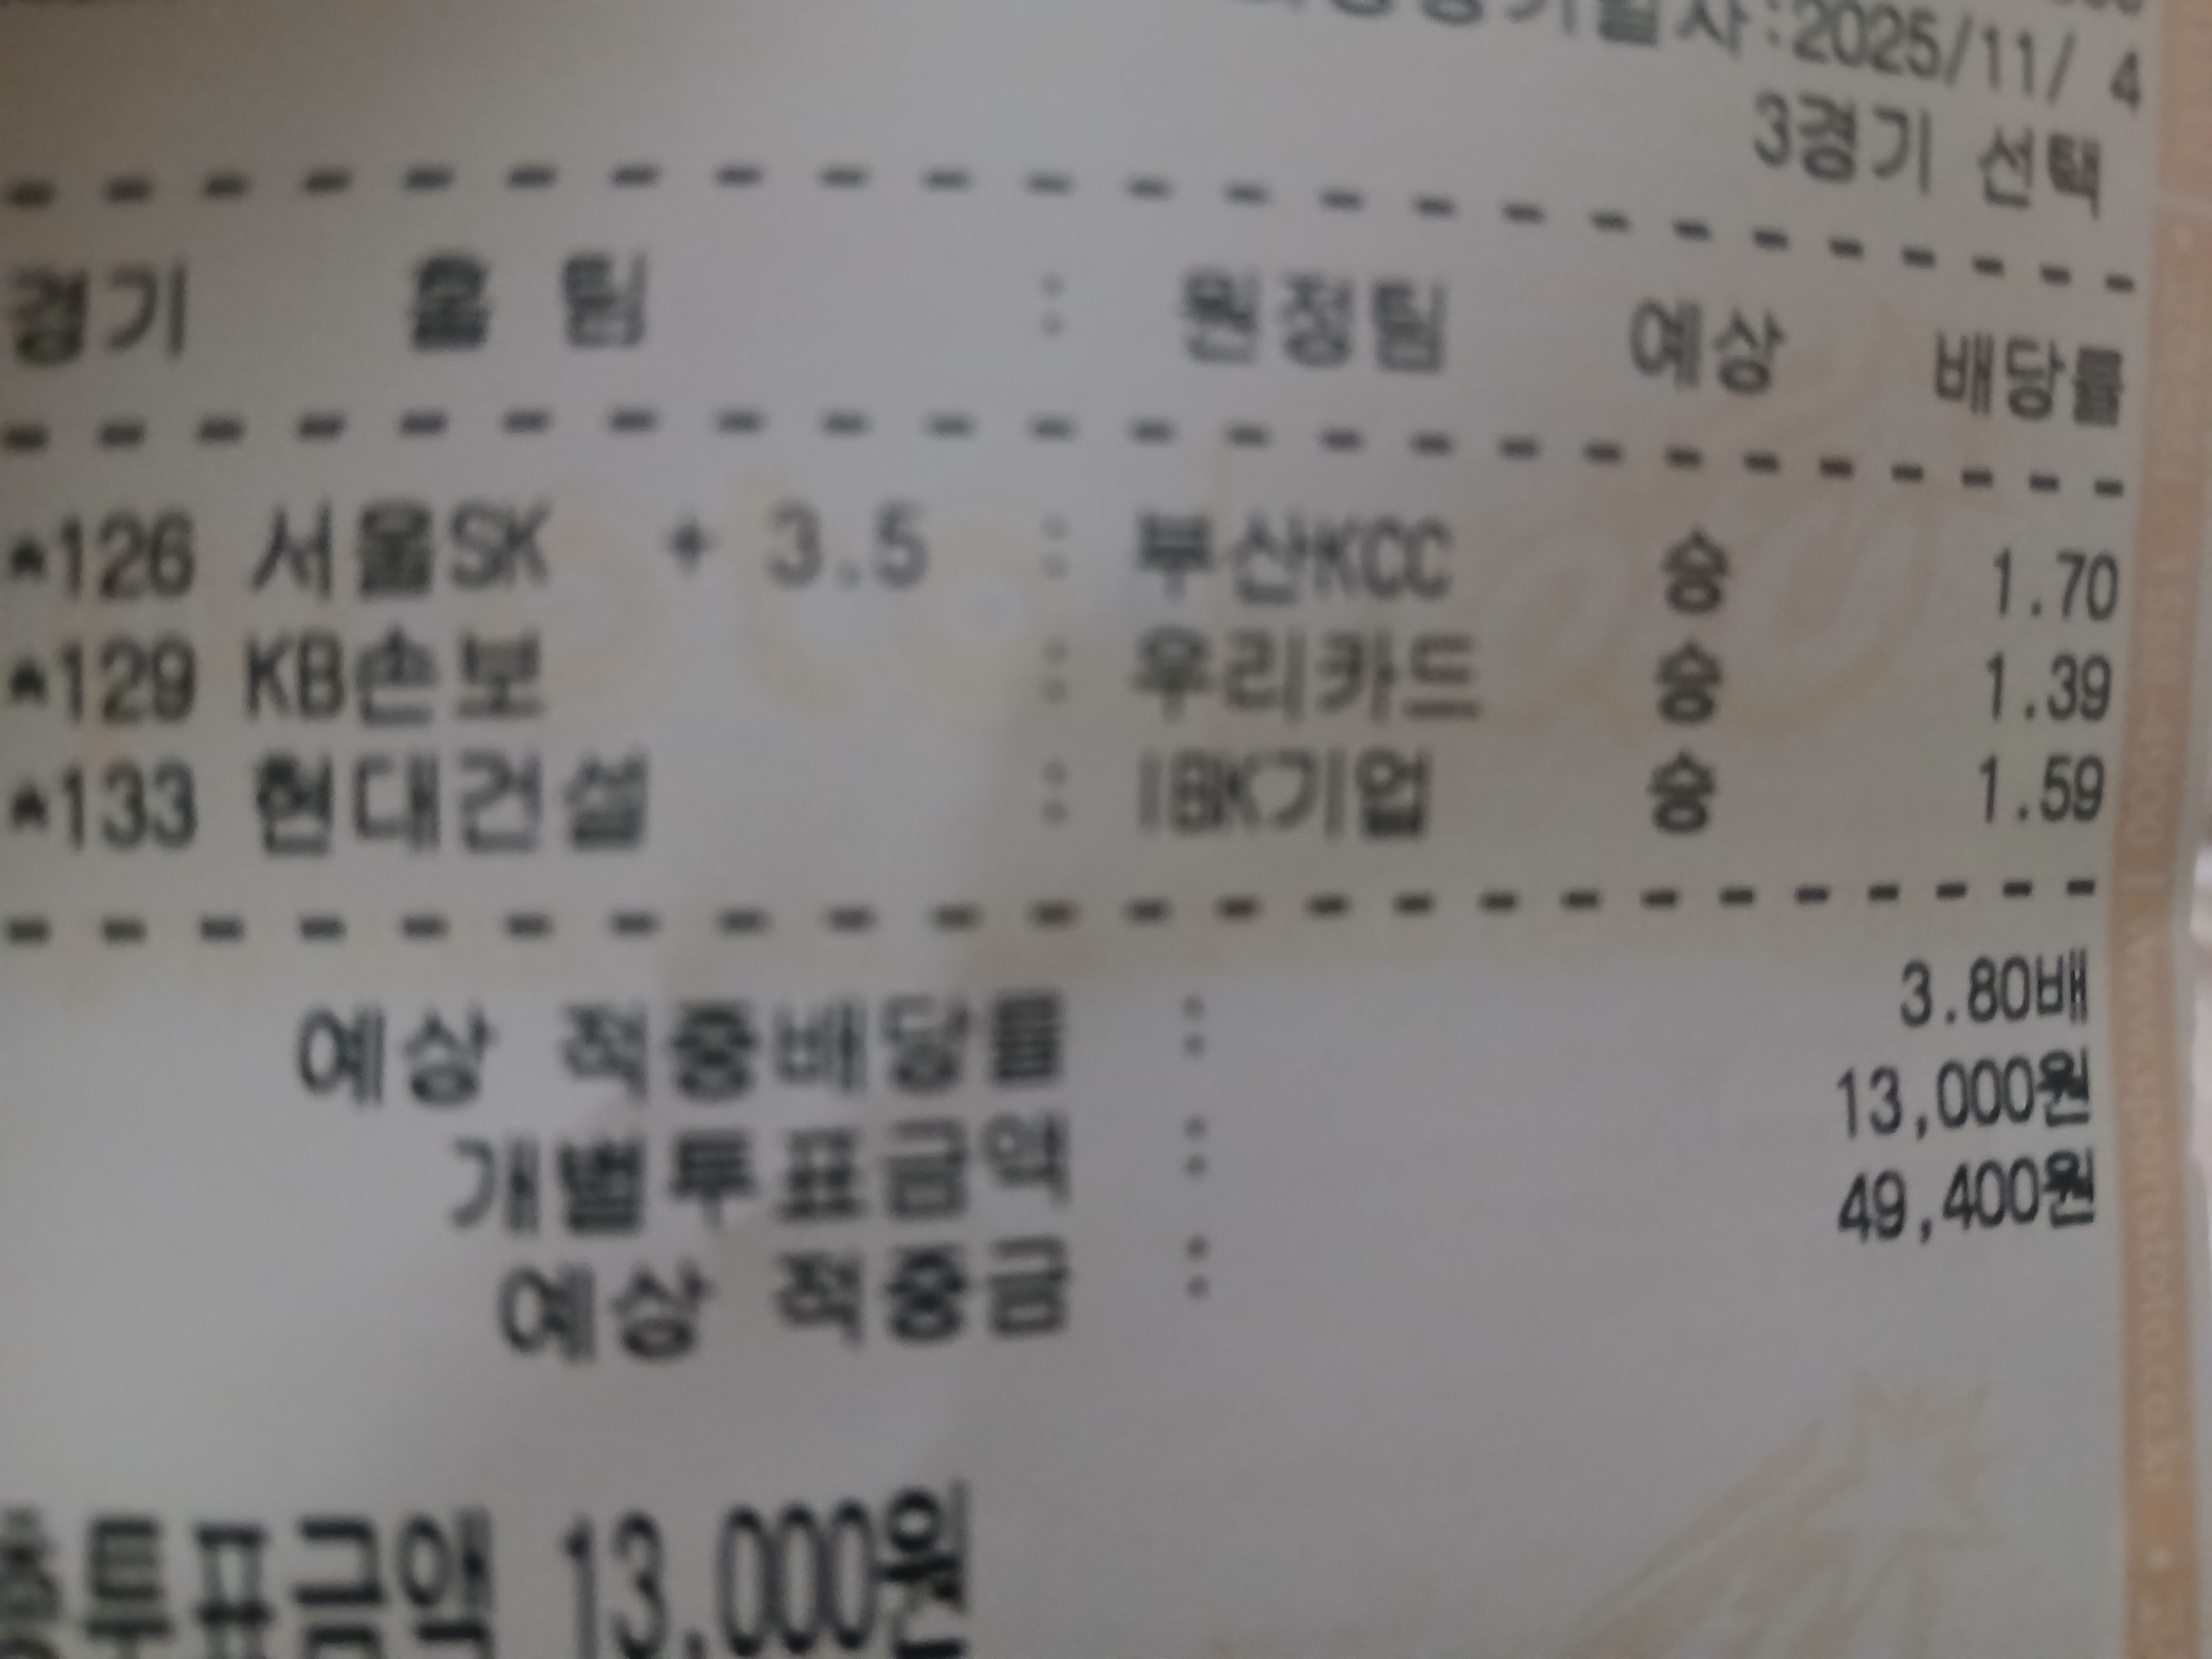 :2025/11/ 4
3경기 선택
경기 홈 팀 : 원정팀 예상 배당률
*126 서울SK + 3.5 : 부산KCC 승 1.70
*129 KB손보 : 우리카드 승 1.39
*133 현대건설 : IBK기업 승 1.59
예상 적중배당률 : 3.80배
개별투표금액 : 13,000원
예상 적중금 : 49,400원
총투표금액 13,000원